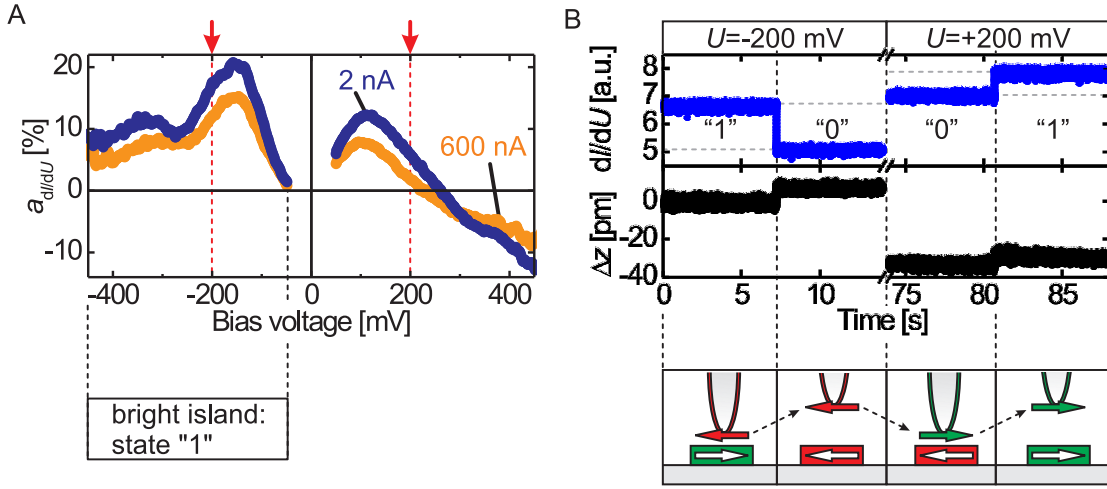 A
a_dI/dU [%]
20
10
0
-10
2 nA
600 nA
-400
-200
0
200
400
Bias voltage [mV]
bright island:
state "1"
B
U=-200 mV
U=+200 mV
dI/dU [a.u.]
8
7
6
5
“1”
“0”
“0”
“1”
Δz [pm]
0
-20
-40
0
5
10
75
80
85
Time [s]